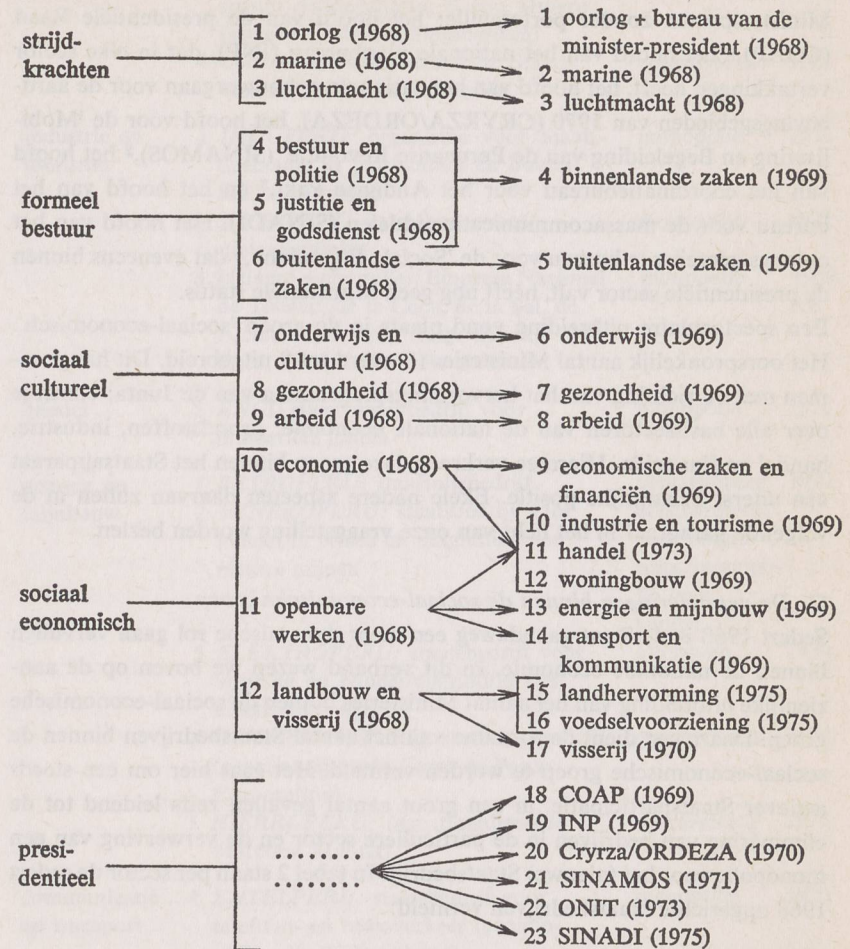 strijd-
krachten
1 oorlog (1968)
2 marine (1968)
3 luchtmacht (1968)
1 oorlog + bureau van de
minister-president (1968)
2 marine (1968)
3 luchtmacht (1968)
formeel
bestuur
4 bestuur en
politie (1968)
5 justitie en
godsdienst (1968)
6 buitenlandse
zaken (1968)
4 binnenlandse zaken (1969)
5 buitenlandse zaken (1969)
sociaal
cultureel
7 onderwijs en
cultuur (1968)
8 gezondheid (1968)
9 arbeid (1968)
6 onderwijs (1969)
7 gezondheid (1969)
8 arbeid (1969)
sociaal
economisch
10 economie (1968)
11 openbare
werken (1968)
12 landbouw en
visserij (1968)
9 economische zaken en
financiën (1969)
10 industrie en tourisme (1969)
11 handel (1973)
12 woningbouw (1969)
13 energie en mijnbouw (1969)
14 transport en
kommunikatie (1969)
15 landhervorming (1975)
16 voedselvoorziening (1975)
17 visserij (1970)
presi-
dentieel
18 COAP (1969)
19 INP (1969)
20 Cryrza/ORDEZA (1970)
21 SINAMOS (1971)
22 ONIT (1973)
23 SINADI (1975)